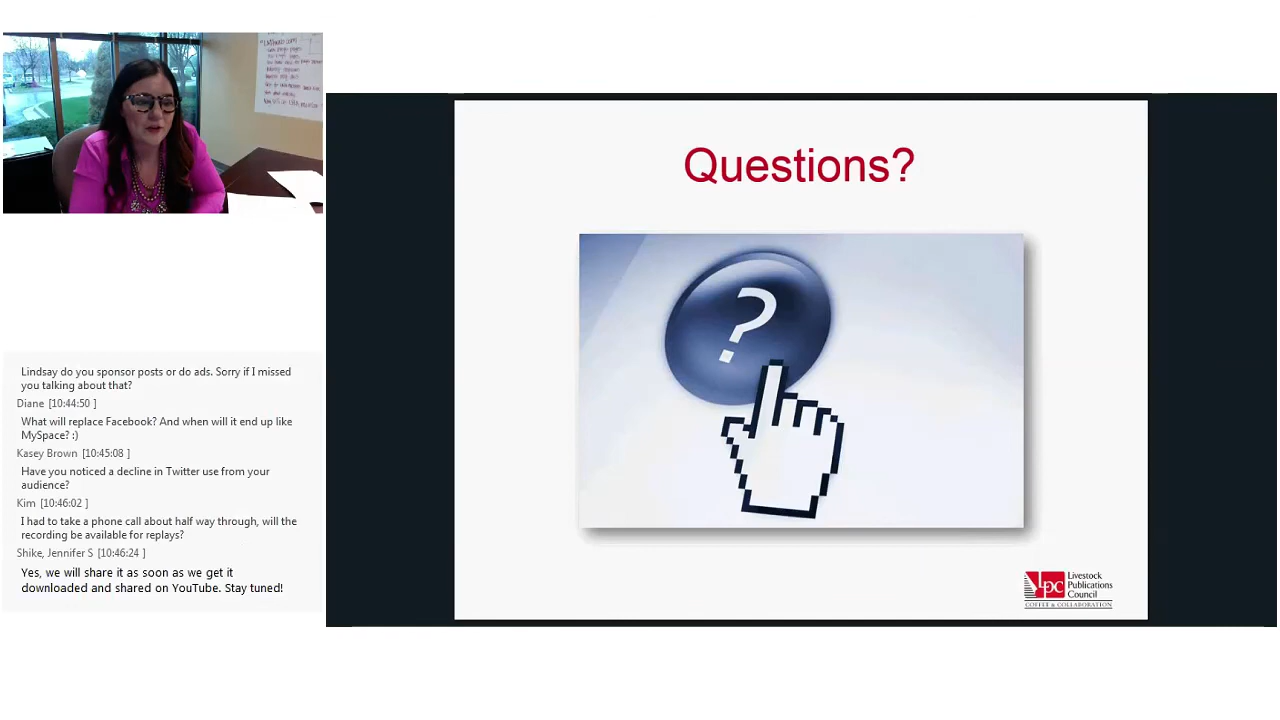 Lindsay do you sponsor posts or do ads. Sorry if I missed
you talking about that?
Diane [10:44:50 ]
What will replace Facebook? And when will it end up like
MySpace? :)
Kasey Brown [10:45:08 ]
Have you noticed a decline in Twitter use from your
audience?
Kim [10:46:02 ]
I had to take a phone call about half way through, will the
recording be available for replays?
Shike, Jennifer S [10:46:24 ]
Yes, we will share it as soon as we get it
downloaded and shared on YouTube. Stay tuned!
Questions?
?
LPC
Livestock
Publications
Council
COFFEE & COLLABORATION